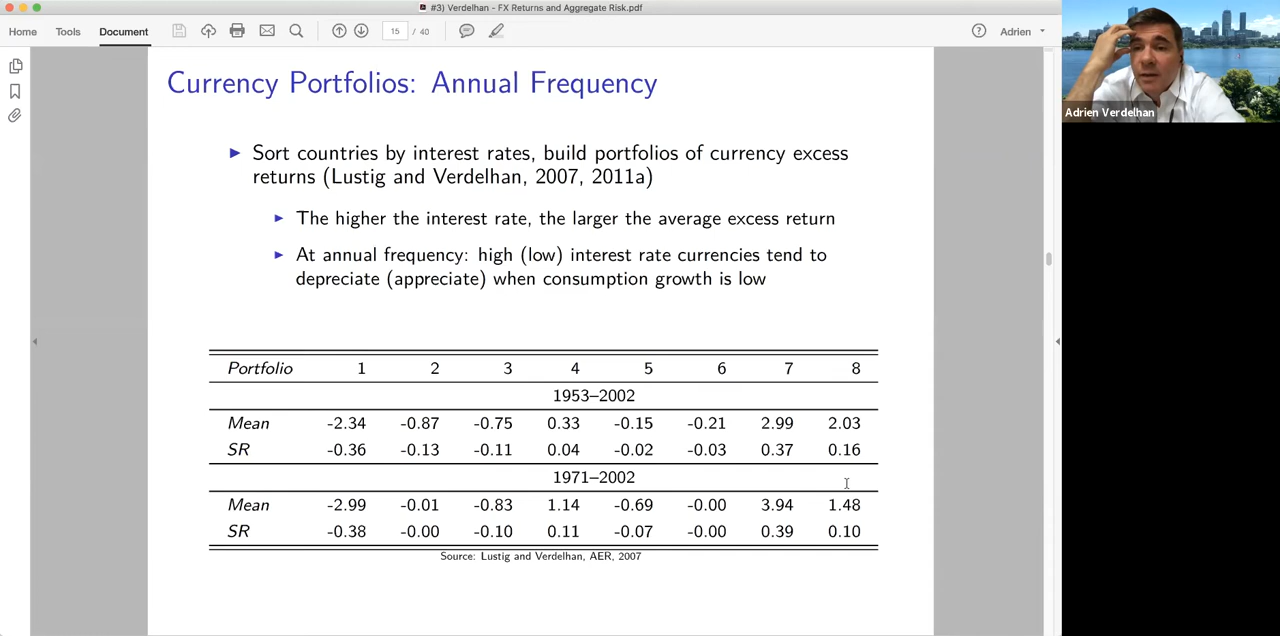 #3) Verdelhan - FX Returns and Aggregate Risk.pdf
Home Tools Document 15 / 40 Adrien
Adrien Verdelhan
Currency Portfolios: Annual Frequency
Sort countries by interest rates, build portfolios of currency excess
returns (Lustig and Verdelhan, 2007, 2011a)
The higher the interest rate, the larger the average excess return
At annual frequency: high (low) interest rate currencies tend to
depreciate (appreciate) when consumption growth is low
Portfolio 1 2 3 4 5 6 7 8
1953–2002
Mean -2.34 -0.87 -0.75 0.33 -0.15 -0.21 2.99 2.03
SR -0.36 -0.13 -0.11 0.04 -0.02 -0.03 0.37 0.16
1971–2002
Mean -2.99 -0.01 -0.83 1.14 -0.69 -0.00 3.94 1.48
SR -0.38 -0.00 -0.10 0.11 -0.07 -0.00 0.39 0.10
Source: Lustig and Verdelhan, AER, 2007